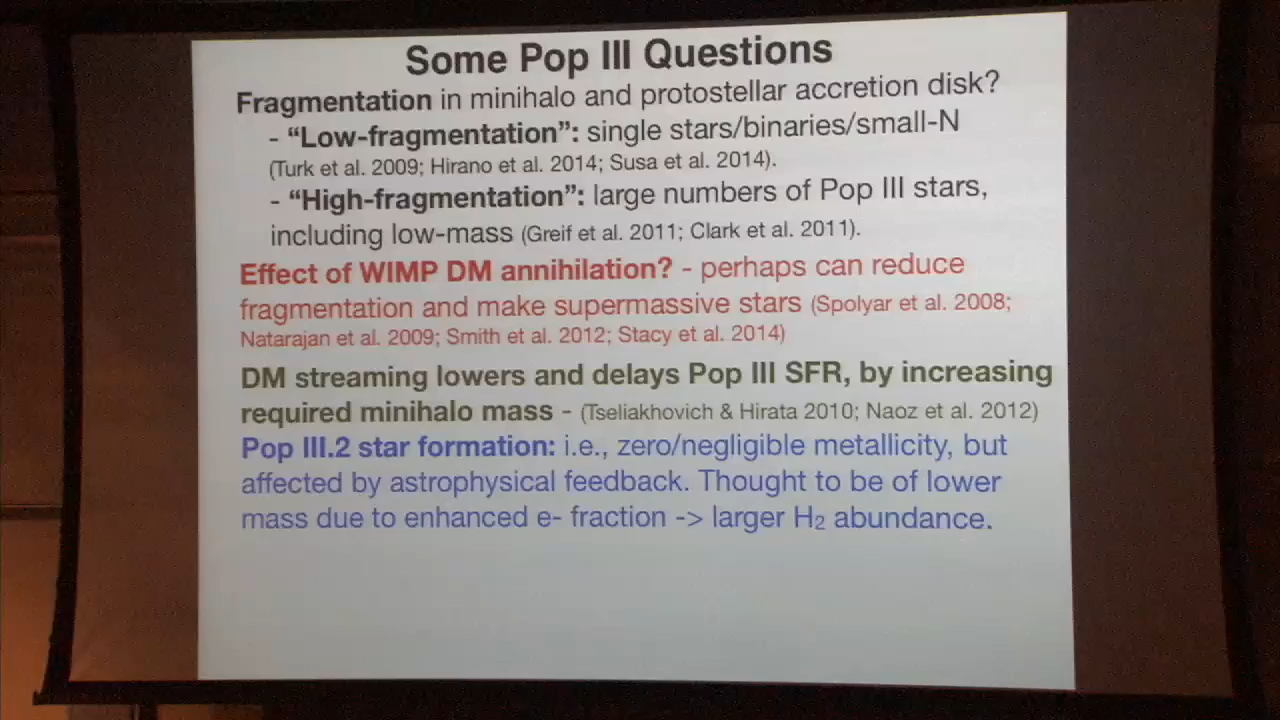 Some Pop III Questions
Fragmentation in minihalo and protostellar accretion disk?
- “Low-fragmentation”: single stars/binaries/small-N
(Turk et al. 2009; Hirano et al. 2014; Susa et al. 2014).
- “High-fragmentation”: large numbers of Pop III stars,
including low-mass (Greif et al. 2011; Clark et al. 2011).
Effect of WIMP DM annihilation? - perhaps can reduce
fragmentation and make supermassive stars (Spolyar et al. 2008;
Natarajan et al. 2009; Smith et al. 2012; Stacy et al. 2014)
DM streaming lowers and delays Pop III SFR, by increasing
required minihalo mass - (Tseliakhovich & Hirata 2010; Naoz et al. 2012)
Pop III.2 star formation: i.e., zero/negligible metallicity, but
affected by astrophysical feedback. Thought to be of lower
mass due to enhanced e- fraction -> larger H₂ abundance.